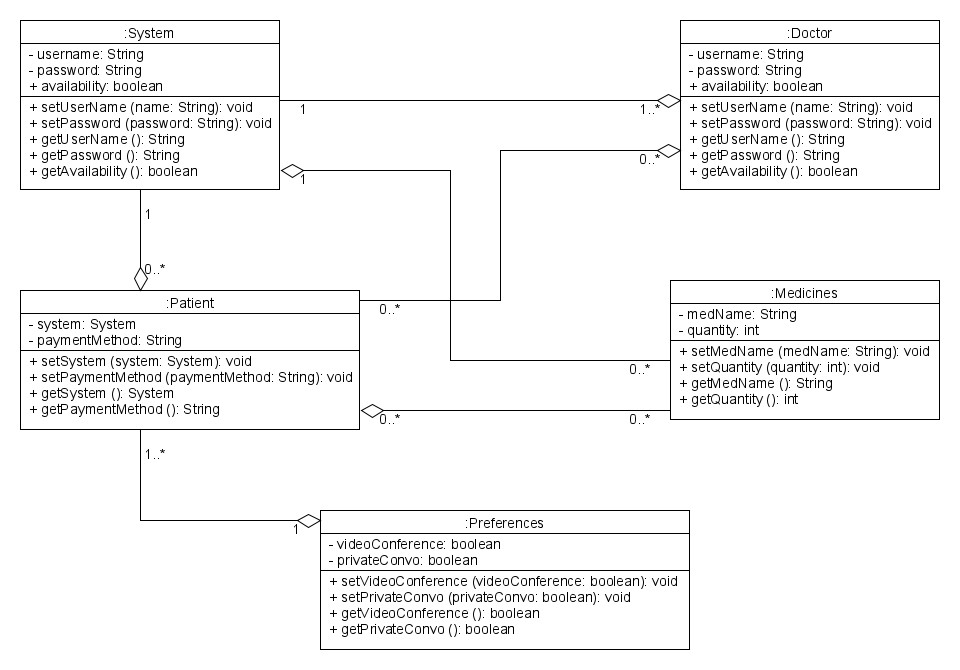 :System
- username: String
- password: String
+ availability: boolean
+ setUserName (name: String): void
+ setPassword (password: String): void
+ getUserName (): String
+ getPassword (): String
+ getAvailability (): boolean
:Doctor
- username: String
- password: String
+ availability: boolean
+ setUserName (name: String): void
+ setPassword (password: String): void
+ getUserName (): String
+ getPassword (): String
+ getAvailability (): boolean
1
1..*
0..*
1
1
0..*
:Patient
- system: System
- paymentMethod: String
+ setSystem (system: System): void
+ setPaymentMethod (paymentMethod: String): void
+ getSystem (): System
+ getPaymentMethod (): String
0..*
:Medicines
- medName: String
- quantity: int
+ setMedName (medName: String): void
+ setQuantity (quantity: int): void
+ getMedName (): String
+ getQuantity (): int
0..*
0..*
0..*
1..*
1
:Preferences
- videoConference: boolean
- privateConvo: boolean
+ setVideoConference (videoConference: boolean): void
+ setPrivateConvo (privateConvo: boolean): void
+ getVideoConference (): boolean
+ getPrivateConvo (): boolean